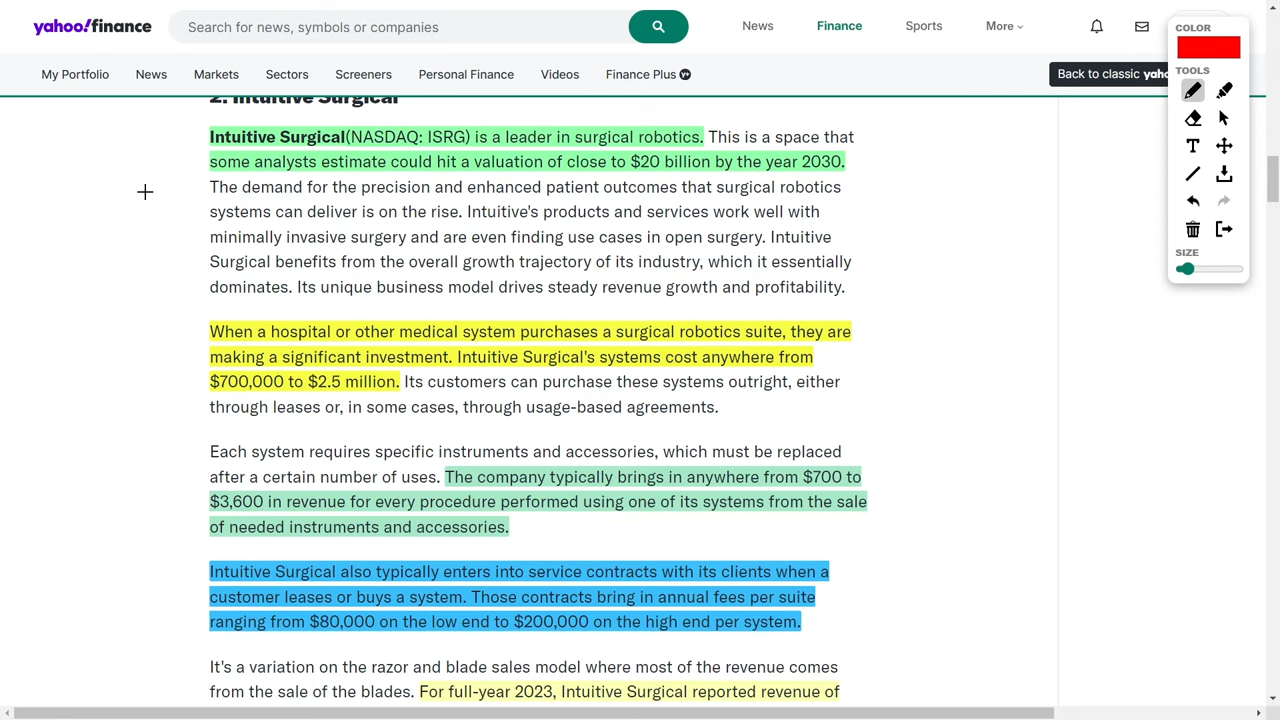 yahoo!finance
Search for news, symbols or companies
News
Finance
Sports
More
My Portfolio
News
Markets
Sectors
Screeners
Personal Finance
Videos
Finance Plus
Back to classic yaho
2. Intuitive Surgical
Intuitive Surgical(NASDAQ: ISRG) is a leader in surgical robotics. This is a space that
some analysts estimate could hit a valuation of close to $20 billion by the year 2030.
The demand for the precision and enhanced patient outcomes that surgical robotics
systems can deliver is on the rise. Intuitive's products and services work well with
minimally invasive surgery and are even finding use cases in open surgery. Intuitive
Surgical benefits from the overall growth trajectory of its industry, which it essentially
dominates. Its unique business model drives steady revenue growth and profitability.
When a hospital or other medical system purchases a surgical robotics suite, they are
making a significant investment. Intuitive Surgical's systems cost anywhere from
$700,000 to $2.5 million. Its customers can purchase these systems outright, either
through leases or, in some cases, through usage-based agreements.
Each system requires specific instruments and accessories, which must be replaced
after a certain number of uses. The company typically brings in anywhere from $700 to
$3,600 in revenue for every procedure performed using one of its systems from the sale
of needed instruments and accessories.
Intuitive Surgical also typically enters into service contracts with its clients when a
customer leases or buys a system. Those contracts bring in annual fees per suite
ranging from $80,000 on the low end to $200,000 on the high end per system.
It's a variation on the razor and blade sales model where most of the revenue comes
from the sale of the blades. For full-year 2023, Intuitive Surgical reported revenue of
COLOR
TOOLS
T
SIZE